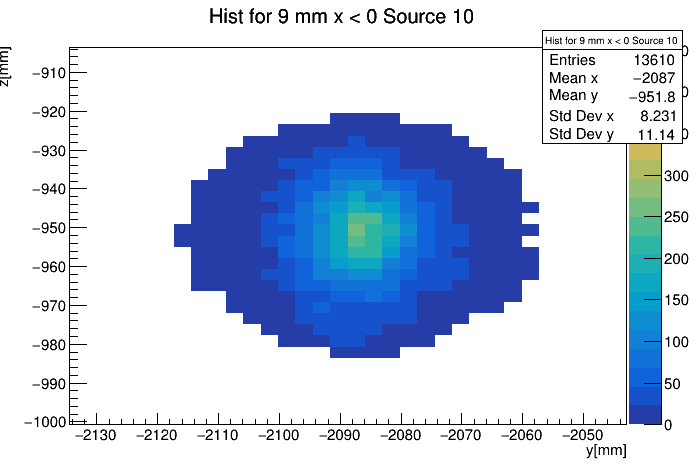 Hist for 9 mm x < 0 Source 10
z[mm]
Hist for 9 mm x < 0 Source 10
Entries 13610
Mean x −2087
Mean y −951.8
Std Dev x 8.231
Std Dev y 11.14
−910
−920
−930
−940
−950
−960
−970
−980
−990
−1000
300
250
200
150
100
50
0
−2130 −2120 −2110 −2100 −2090 −2080 −2070 −2060 −2050
y[mm]